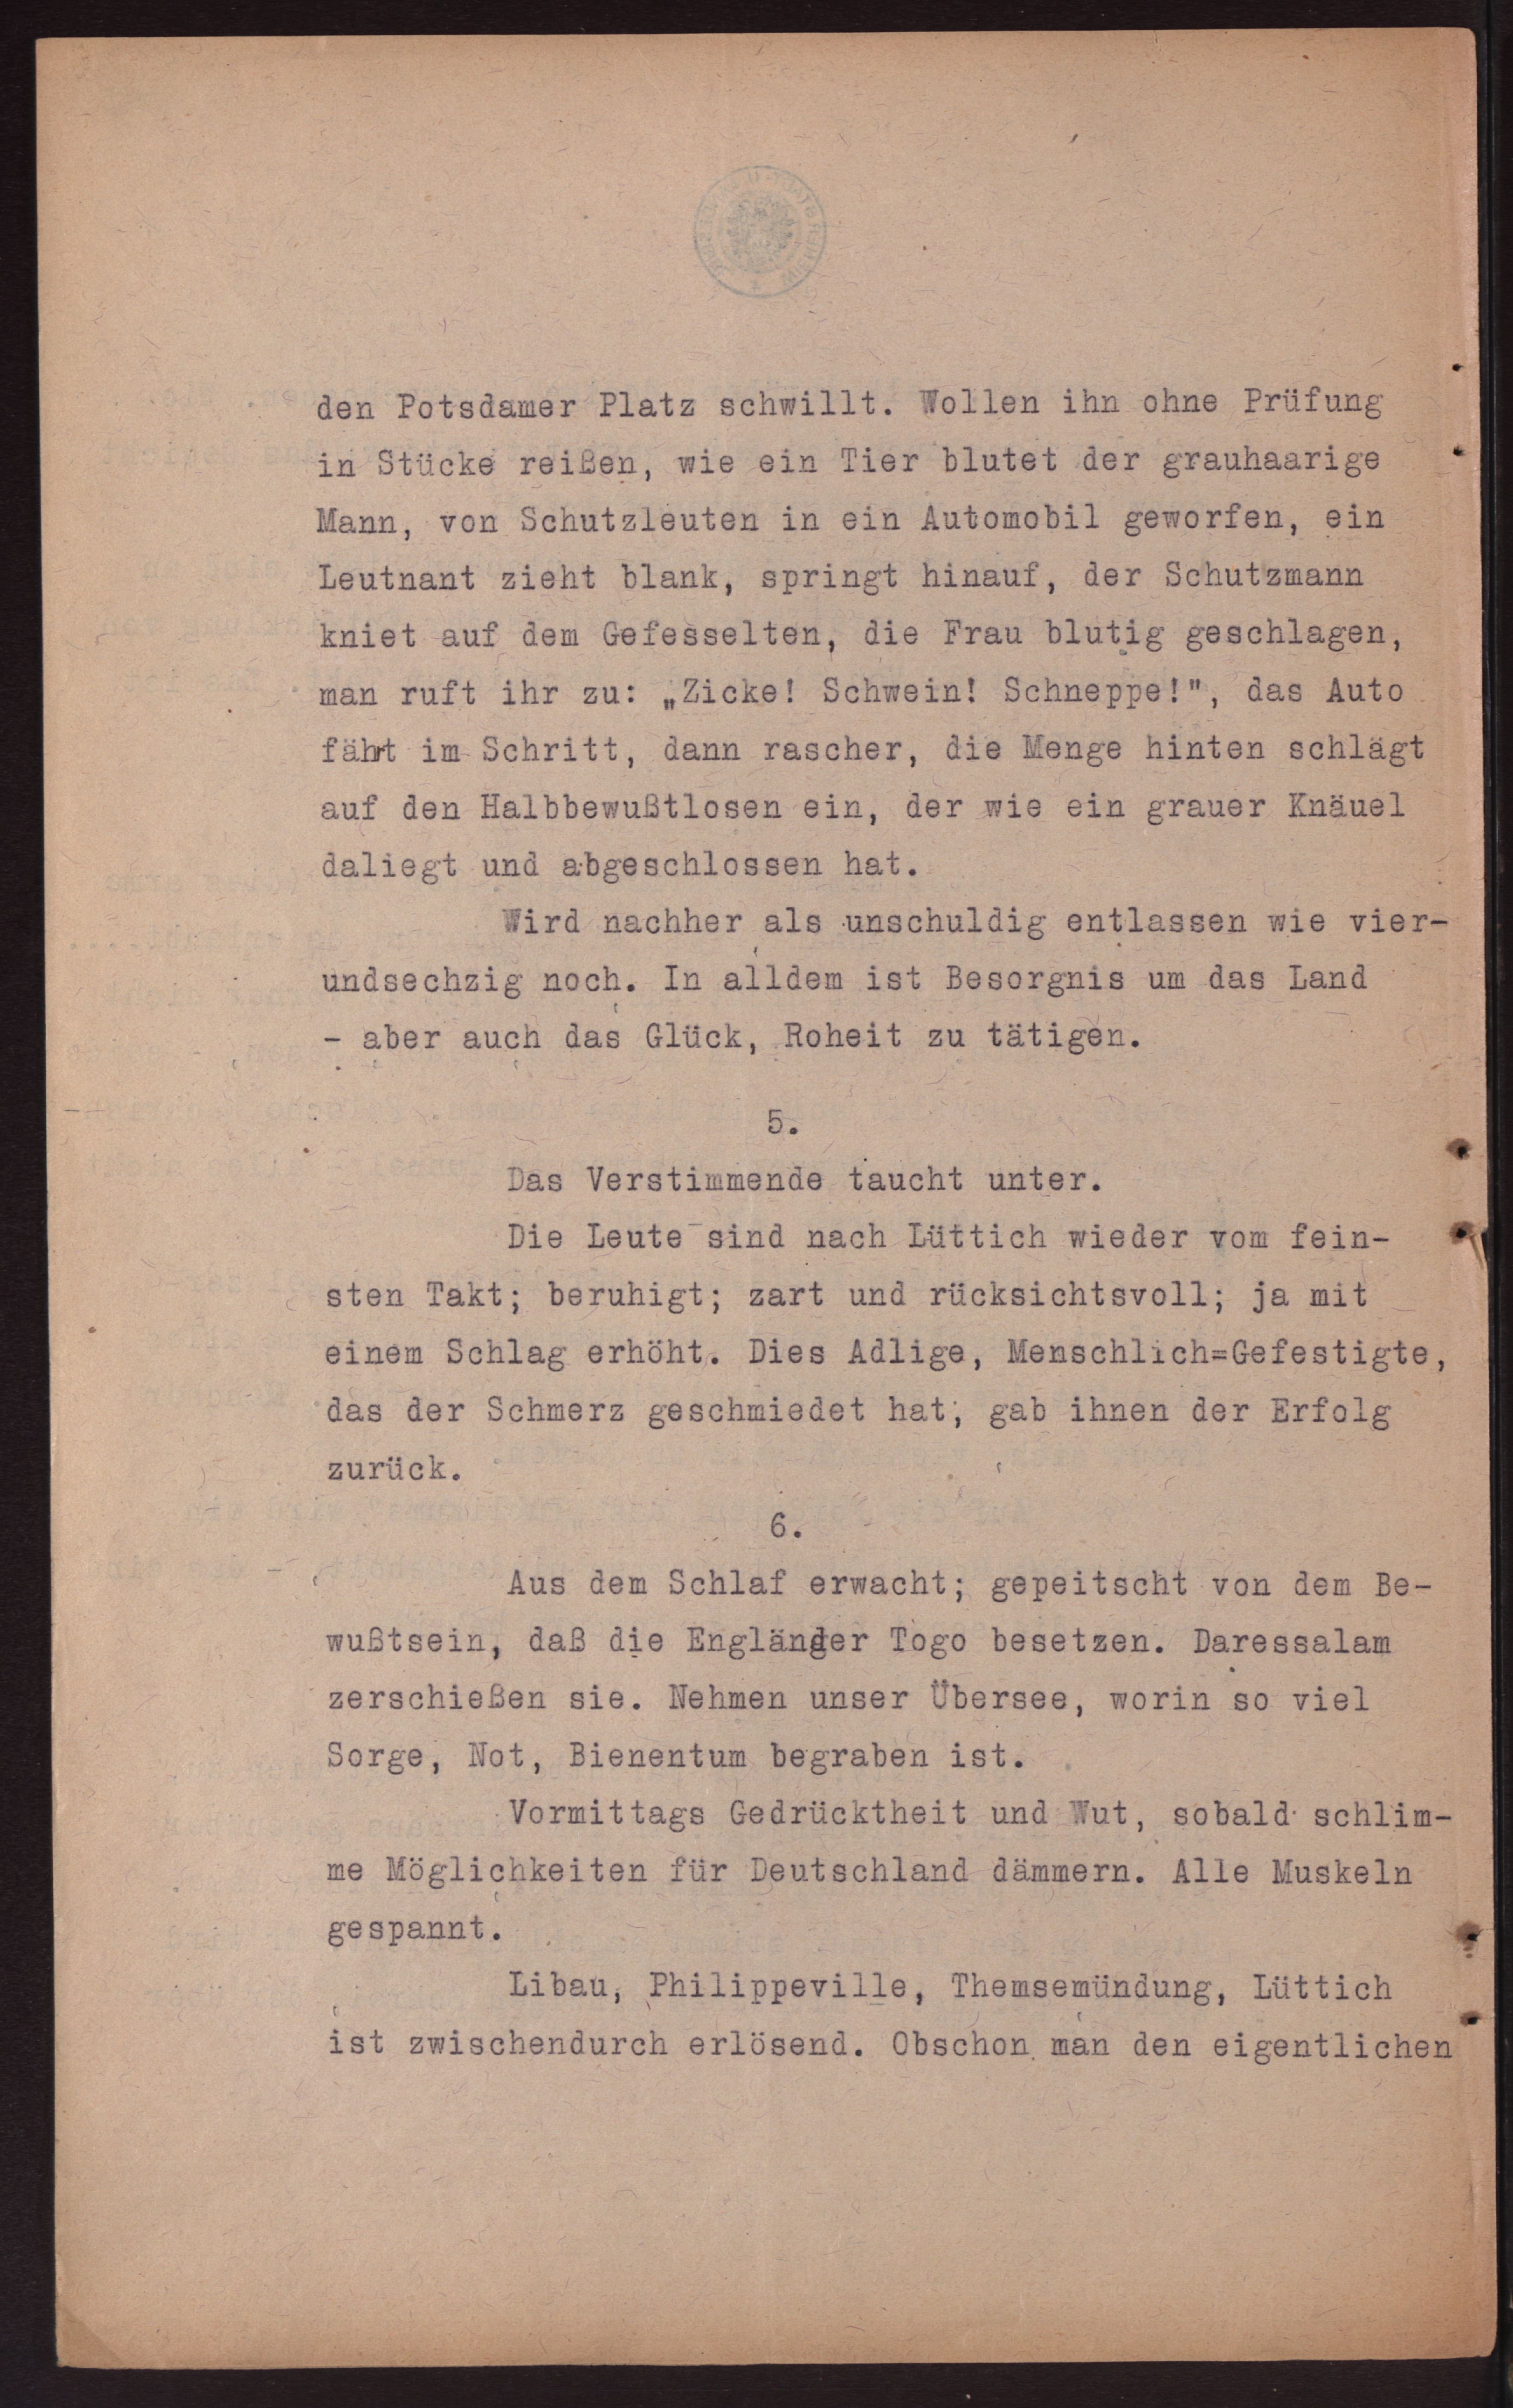 den Potsdamer Platz schwillt. Wollen ihn ohne Prüfung
in Stücke reißen, wie ein Tier blutet der grauhaarige
Mann, von Schutzleuten in ein Automobil geworfen, ein
Leutnant zieht blank, springt hinauf, der Schutzmann
kniet auf dem Gefesselten, die Frau blutig geschlagen,
man ruft ihr zu: „Zicke! Schwein! Schneppe!", das Auto
fährt im Schritt, dann rascher, die Menge hinten schlägt
auf den Halbbewußtlosen ein, der wie ein grauer Knäuel
daliegt und abgeschlossen hat.
Wird nachher als unschuldig entlassen wie vier-
undsechzig noch. In alldem ist Besorgnis um das Land
- aber auch das Glück, Roheit zu tätigen.
5.
Das Verstimmende taucht unter.
Die Leute sind nach Lüttich wieder vom fein-
sten Takt; beruhigt; zart und rücksichtsvoll; ja mit
einem Schlag erhöht. Dies Adlige, Menschlich=Gefestigte,
das der Schmerz geschmiedet hat, gab ihnen der Erfolg
zurück.
6.
Aus dem Schlaf erwacht; gepeitscht von dem Be-
wußtsein, daß die Engländer Togo besetzen. Daressalam
zerschießen sie. Nehmen unser Übersee, worin so viel
Sorge, Not, Bienentum begraben ist.
Vormittags Gedrücktheit und Wut, sobald schlim-
me Möglichkeiten für Deutschland dämmern. Alle Muskeln
gespannt.
Libau, Philippeville, Themsemündung, Lüttich
ist zwischendurch erlösend. Obschon man den eigentlichen